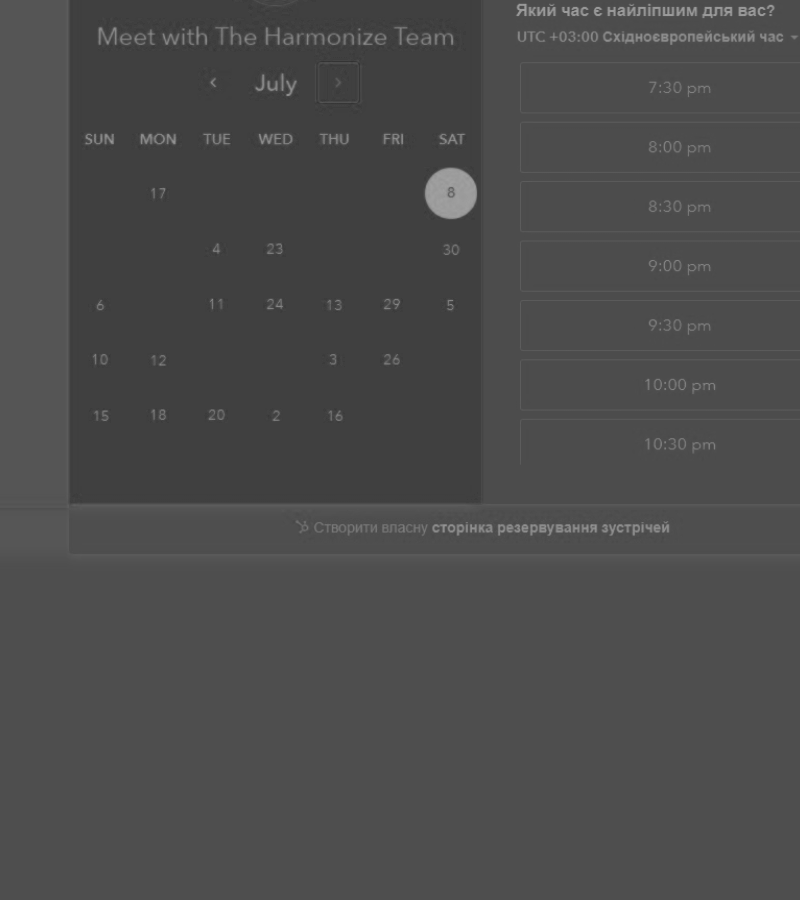 Meet with The Harmonize Team
July
SUN MON TUE WED THU FRI SAT
17 8
4 23 30
6 11 24 13 29 5
10 12 3 26
15 18 20 2 16
Який час є найліпшим для вас?
UTC +03:00 Східноєвропейський час
7:30 pm
8:00 pm
8:30 pm
9:00 pm
9:30 pm
10:00 pm
10:30 pm
Створити власну сторінка резервування зустрічей